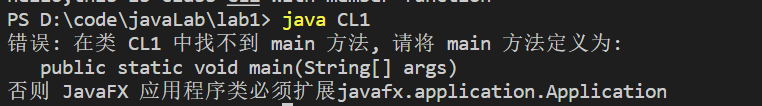 PS D:\code\javaLab\lab1> java CL1
错误: 在类 CL1 中找不到 main 方法, 请将 main 方法定义为:
   public static void main(String[] args)
否则 JavaFX 应用程序类必须扩展javafx.application.Application